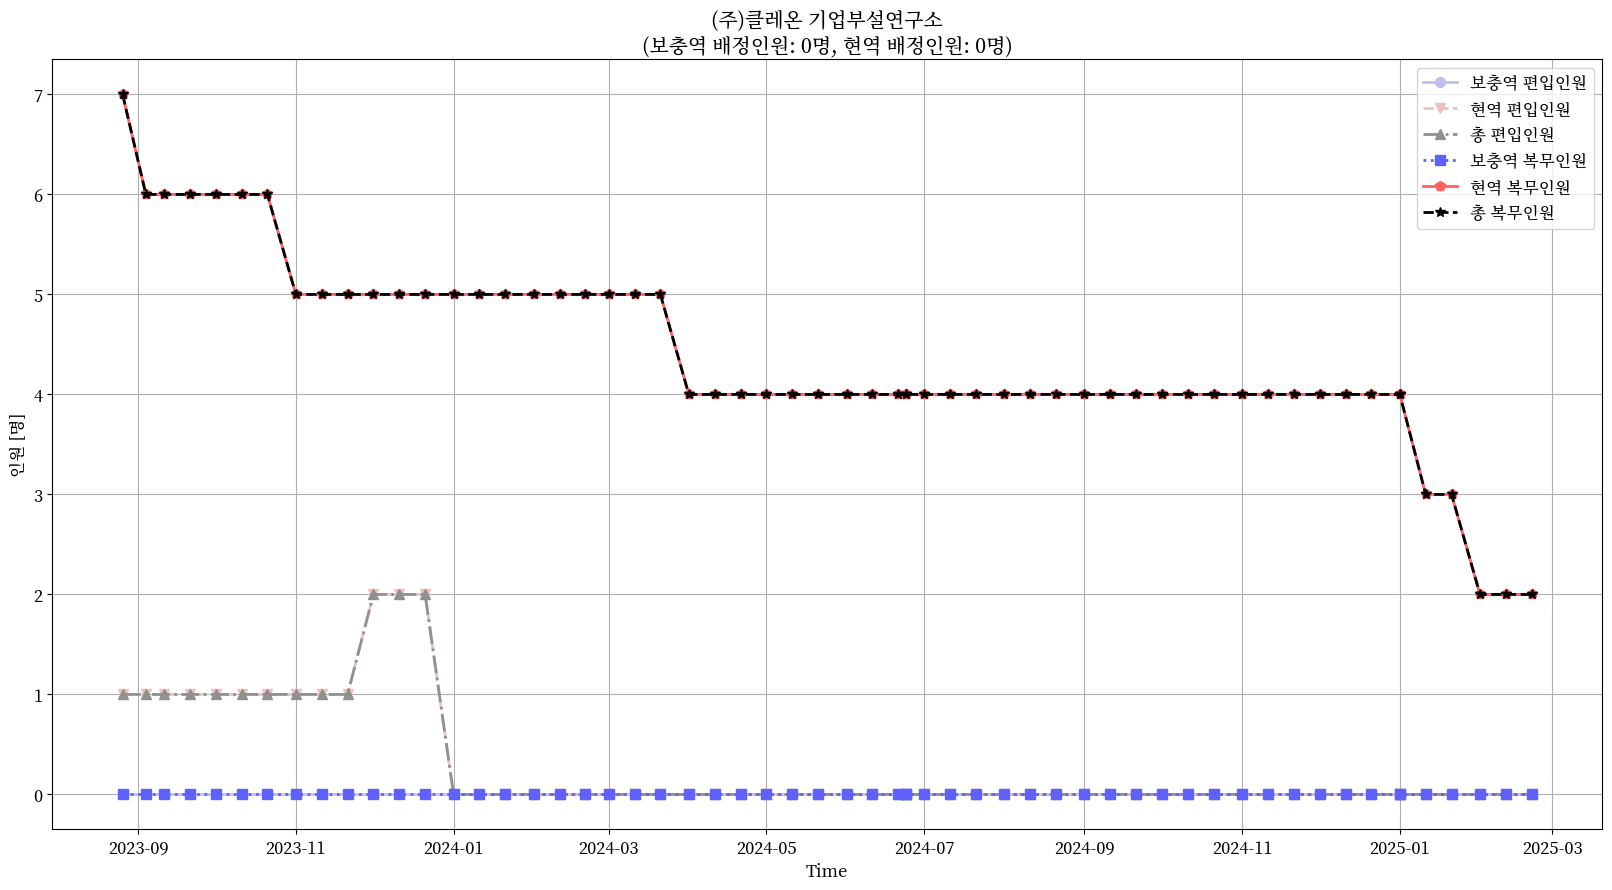 (주)클레온 기업부설연구소
(보충역 배정인원: 0명, 현역 배정인원: 0명)
보충역 편입인원
현역 편입인원
총 편입인원
보충역 복무인원
현역 복무인원
총 복무인원
인원 [명]
7
6
5
4
3
2
1
0
2023-09
2023-11
2024-01
2024-03
2024-05
2024-07
2024-09
2024-11
2025-01
2025-03
Time